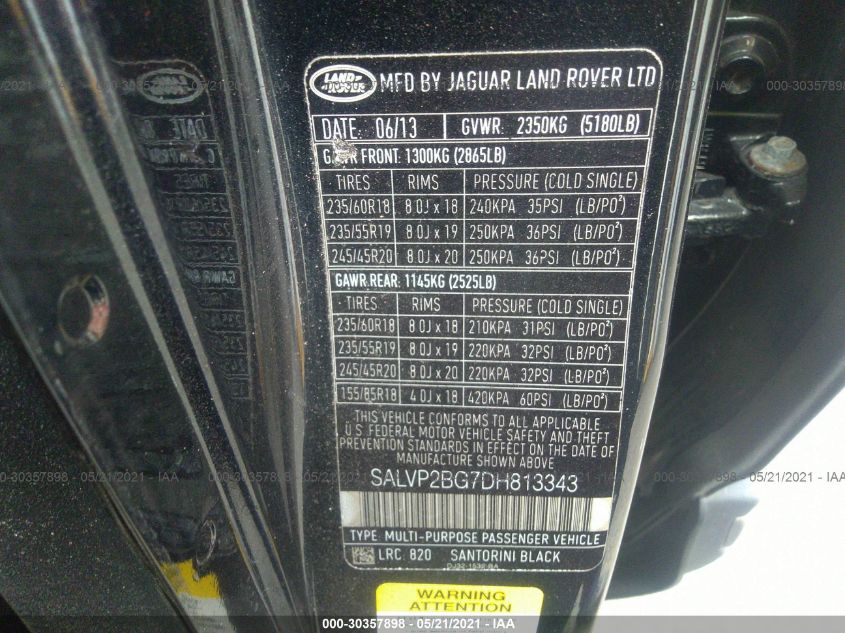 LAND ROVER MFD BY JAGUAR LAND ROVER LTD
DATE: 06/13 GVWR: 2350KG (5180LB)
GAWR FRONT: 1300KG (2865LB)
TIRES RIMS PRESSURE (COLD SINGLE)
235/60R18 8.0J x 18 240KPA 35PSI (LB/PO²)
235/55R19 8.0J x 19 250KPA 36PSI (LB/PO²)
245/45R20 8.0J x 20 250KPA 36PSI (LB/PO²)
GAWR.REAR: 1145KG (2525LB)
TIRES RIMS PRESSURE (COLD SINGLE)
235/60R18 8.0J x 18 210KPA 31PSI (LB/PO²)
235/55R19 8.0J x 19 220KPA 32PSI (LB/PO²)
245/45R20 8.0J x 20 220KPA 32PSI (LB/PO²)
155/85R18 4.0J x 18 420KPA 60PSI (LB/PO²)
THIS VEHICLE CONFORMS TO ALL APPLICABLE
U.S. FEDERAL MOTOR VEHICLE SAFETY AND THEFT
PREVENTION STANDARDS IN EFFECT ON THE DATE OF
MANUFACTURE SHOWN ABOVE
SALVP2BG7DH813343
TYPE: MULTI-PURPOSE PASSENGER VEHICLE
LRC: 820 SANTORINI BLACK
WARNING
ATTENTION
000-30357898 - 05/21/2021 - IAA